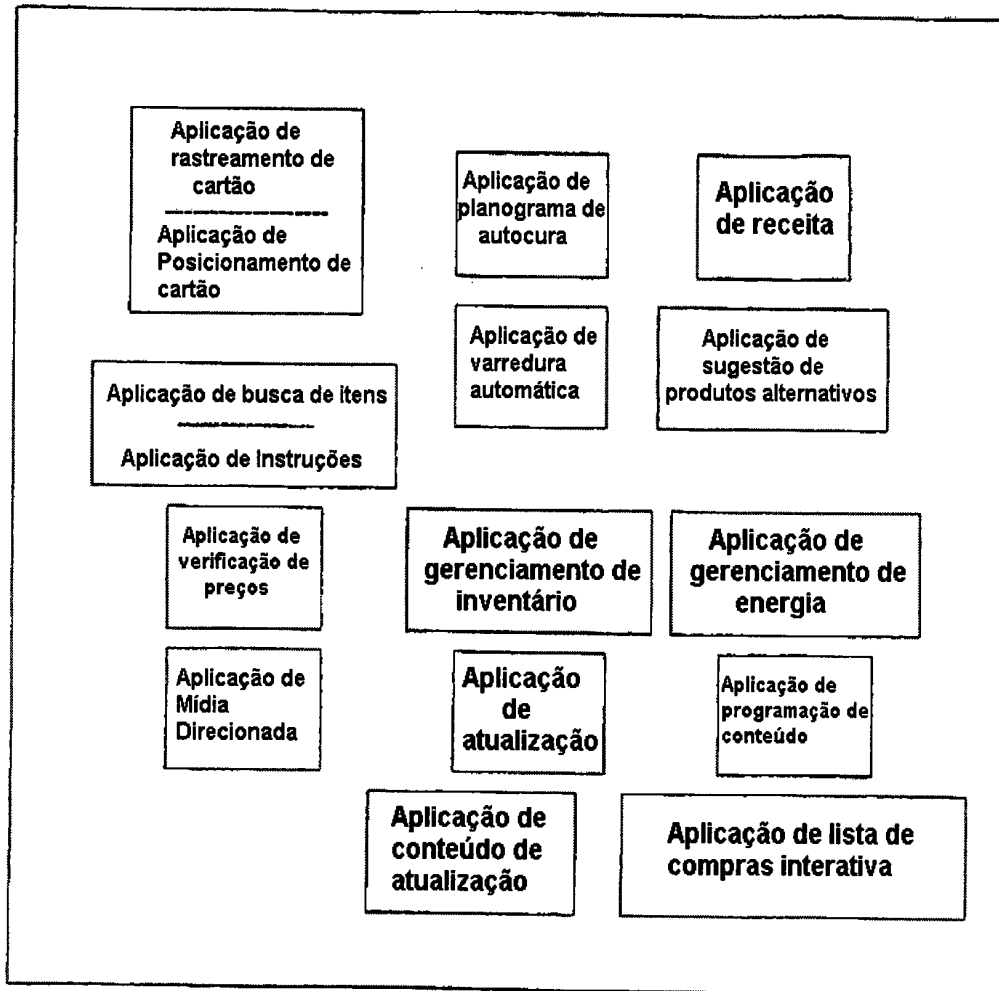 Aplicação de
rastreamento de
cartão
Aplicação de
Posicionamento de
cartão
Aplicação de
planograma de
autocura
Aplicação
de receita
Aplicação de
varredura
automática
Aplicação de
sugestão de
produtos alternativos
Aplicação de busca de itens
Aplicação de Instruções
Aplicação de
verificação de
preços
Aplicação de
gerenciamento de
inventário
Aplicação de
gerenciamento de
energia
Aplicação de
Mídia
Direcionada
Aplicação
de
atualização
Aplicação de
programação de
conteúdo
Aplicação de
conteúdo de
atualização
Aplicação de lista de
compras interativa